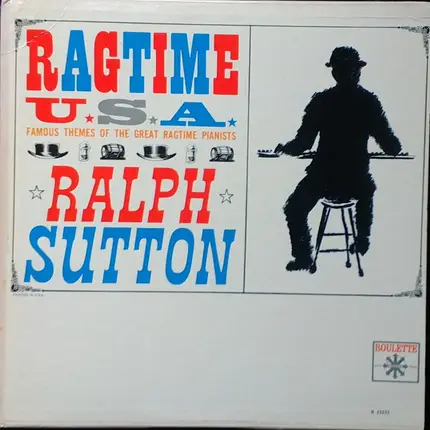 RAGTIME
U.S.A.
FAMOUS THEMES OF THE GREAT RAGTIME PIANISTS
RALPH
SUTTON
ROULETTE